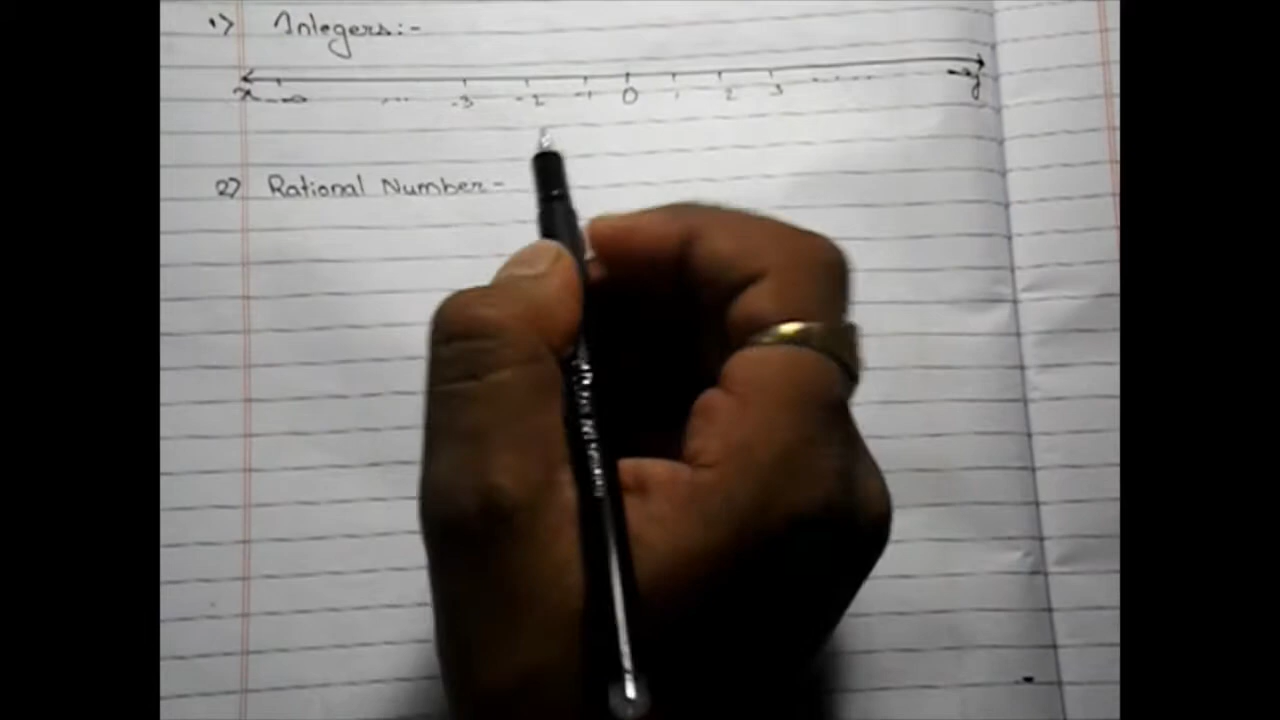 1.) Integers:-
x -∞ ... -3 -2 -1 0 1 2 3 ....... y
2) Rational Number-